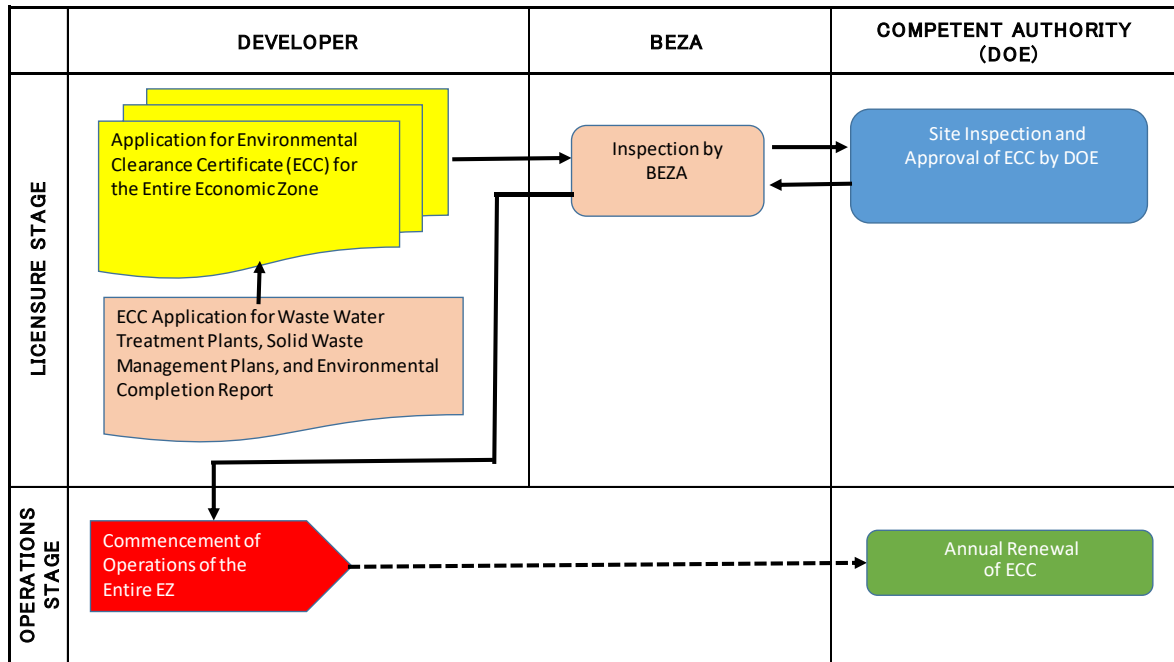 DEVELOPER
BEZA
COMPETENT AUTHORITY
(DOE)
LICENSURE STAGE
Application for Environmental
Clearance Certificate (ECC) for
the Entire Economic Zone
Inspection by
BEZA
Site Inspection and
Approval of ECC by DOE
ECC Application for Waste Water
Treatment Plants, Solid Waste
Management Plans, and Environmental
Completion Report
OPERATIONS
STAGE
Commencement of
Operations of the
Entire EZ
Annual Renewal
of ECC